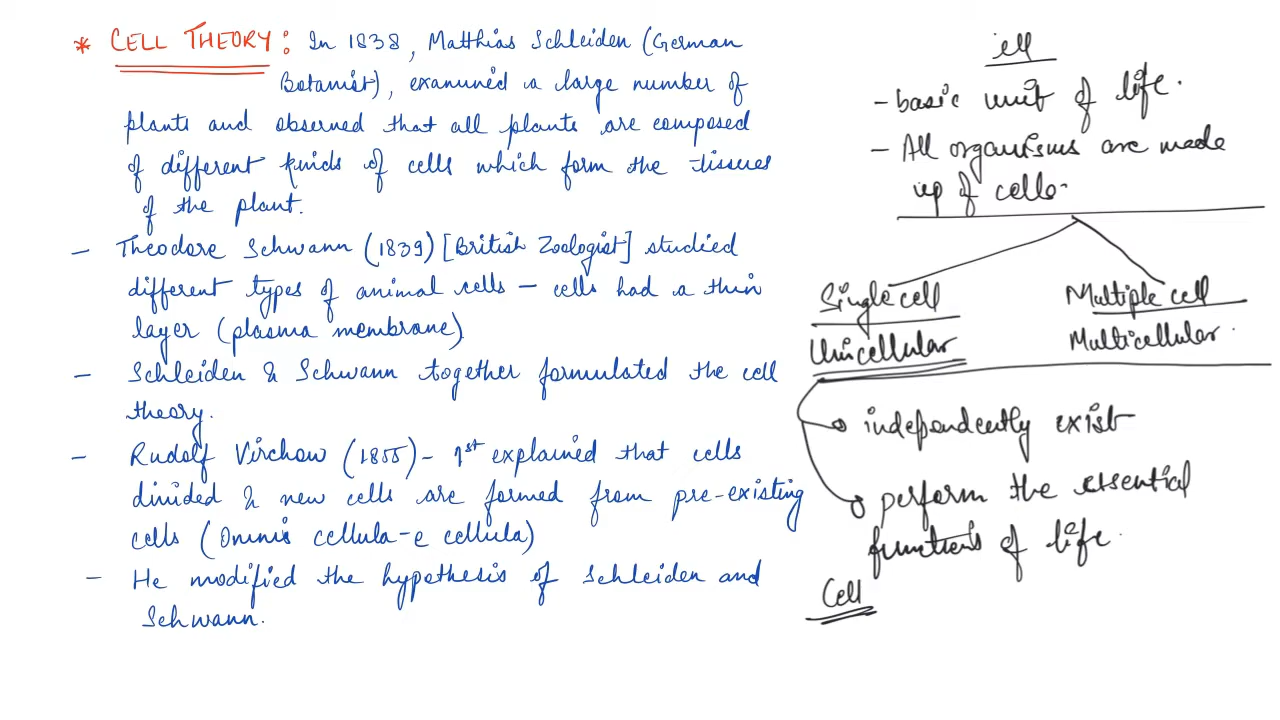 * CELL THEORY: In 1838, Matthias Schleiden (German
Botanist), examined a large number of
plants and observed that all plants are composed
of different kinds of cells which form the tissues
of the plant.
- Theodore Schwann (1839) [British Zoologist] studied
different types of animal cells - cells had a thin
layer (plasma membrane)
- Schleiden & Schwann together formulated the cell
theory.
- Rudolf Virchow (1855) - 1st explained that cells
divided & new cells are formed from pre-existing
cells (Omnis cellula-e cellula)
- He modified the hypothesis of Schleiden and
Schwann.
ell
- basic unit of life.
- All organisms are made
up of cells.
Single cell
Unicellular
Multiple cell
Multicellular.
independently exist
perform the essential
functions of life.
Cell